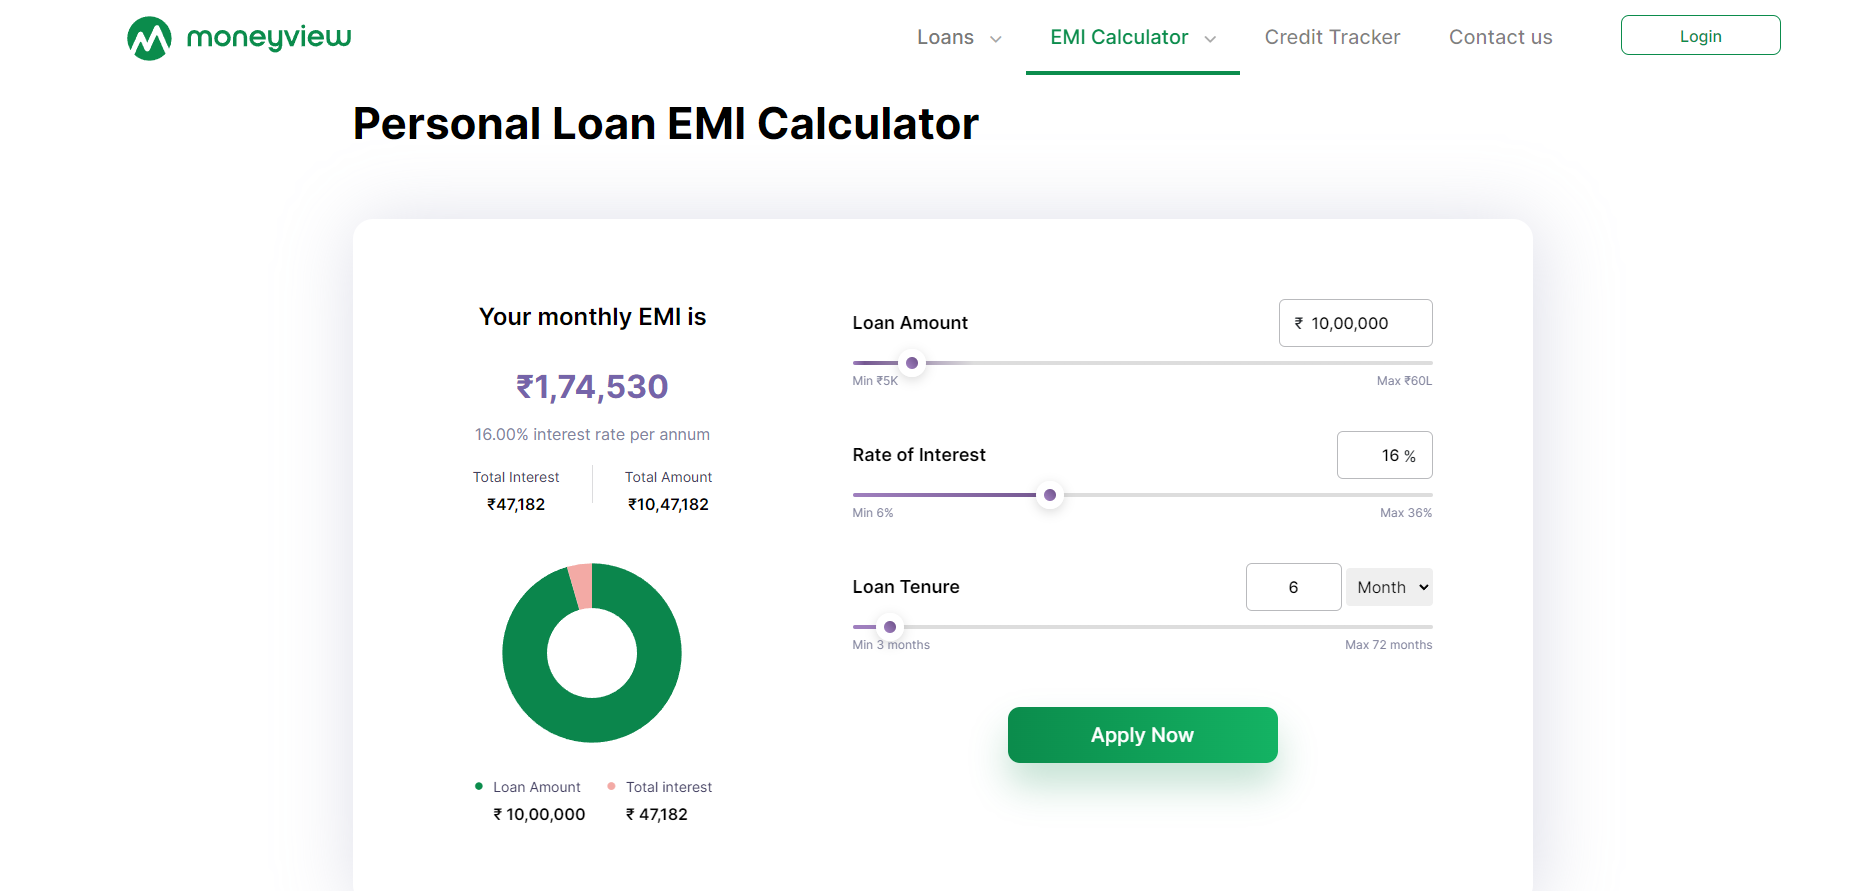 moneyview
Loans
EMI Calculator
Credit Tracker
Contact us
Login
Personal Loan EMI Calculator
Your monthly EMI is
₹1,74,530
16.00% interest rate per annum
Total Interest
₹47,182
Total Amount
₹10,47,182
Loan Amount
₹ 10,00,000
Total interest
₹ 47,182
Loan Amount
₹ 10,00,000
Min ₹5K
Max ₹60L
Rate of Interest
16 %
Min 6%
Max 36%
Loan Tenure
6
Month
Min 3 months
Max 72 months
Apply Now